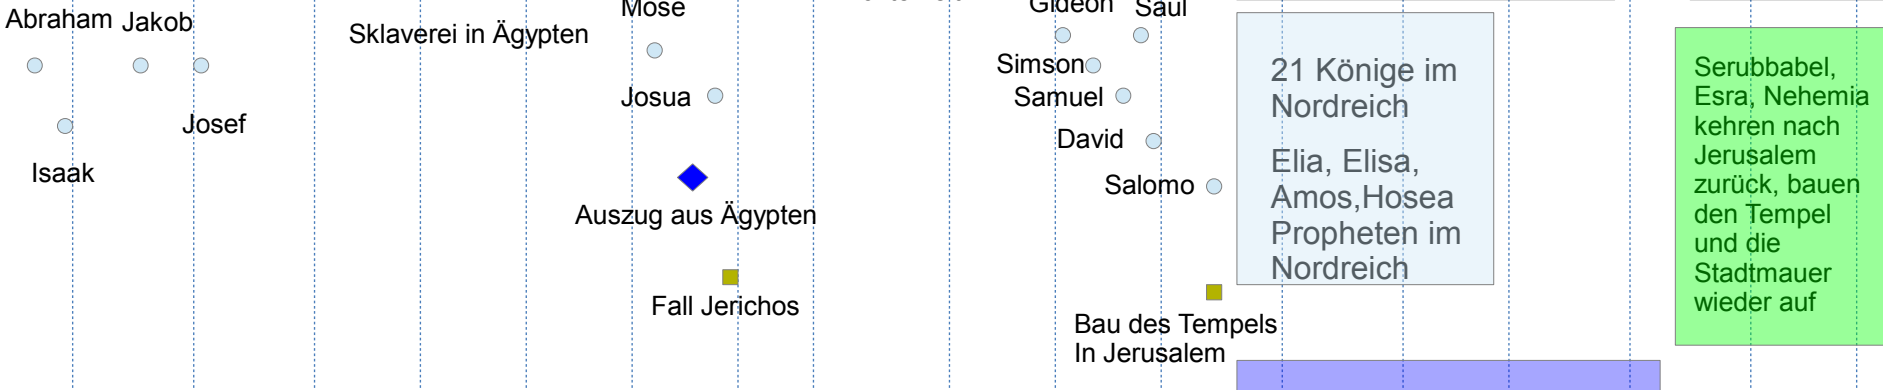 Abraham
Jakob
Josef
Isaak
Sklaverei in Ägypten
Mose
Josua
Auszug aus Ägypten
Fall Jerichos
Gideon
Saul
Simson
Samuel
David
Salomo
Bau des Tempels
In Jerusalem
21 Könige im
Nordreich
Elia, Elisa,
Amos,Hosea
Propheten im
Nordreich
Serubbabel,
Esra, Nehemia
kehren nach
Jerusalem
zurück, bauen
den Tempel
und die
Stadtmauer
wieder auf